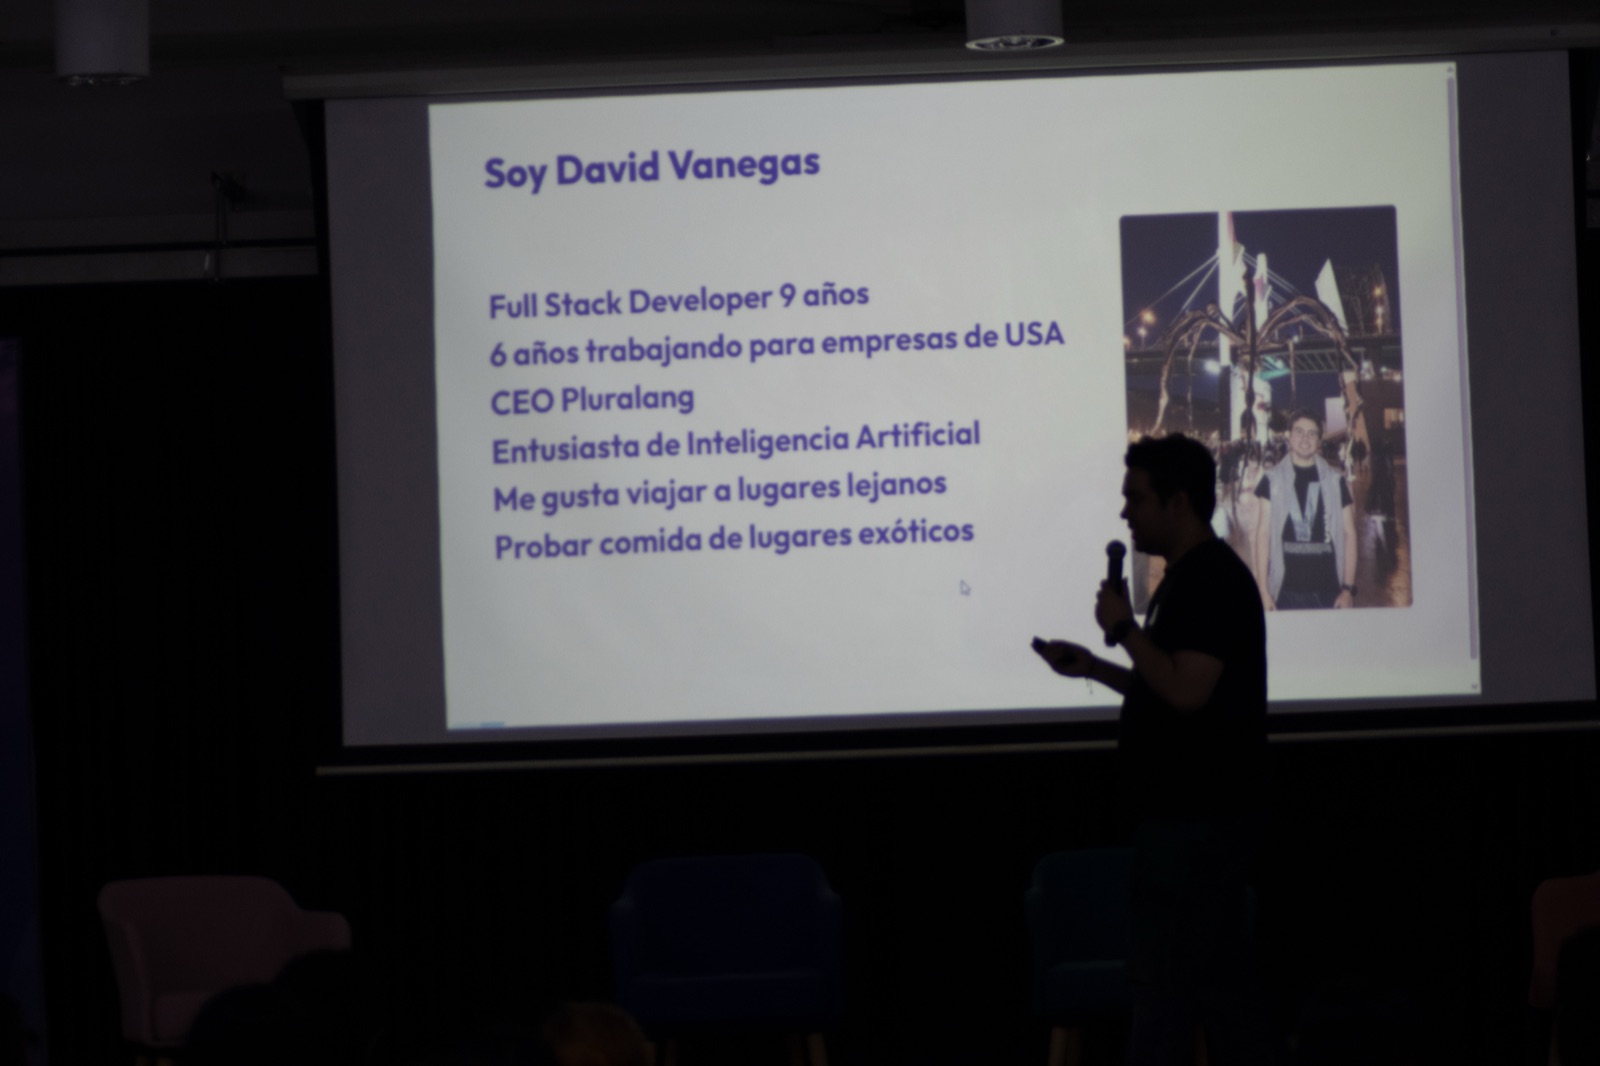 Soy David Vanegas
Full Stack Developer 9 años
6 años trabajando para empresas de USA
CEO Pluralang
Entusiasta de Inteligencia Artificial
Me gusta viajar a lugares lejanos
Probar comida de lugares exóticos